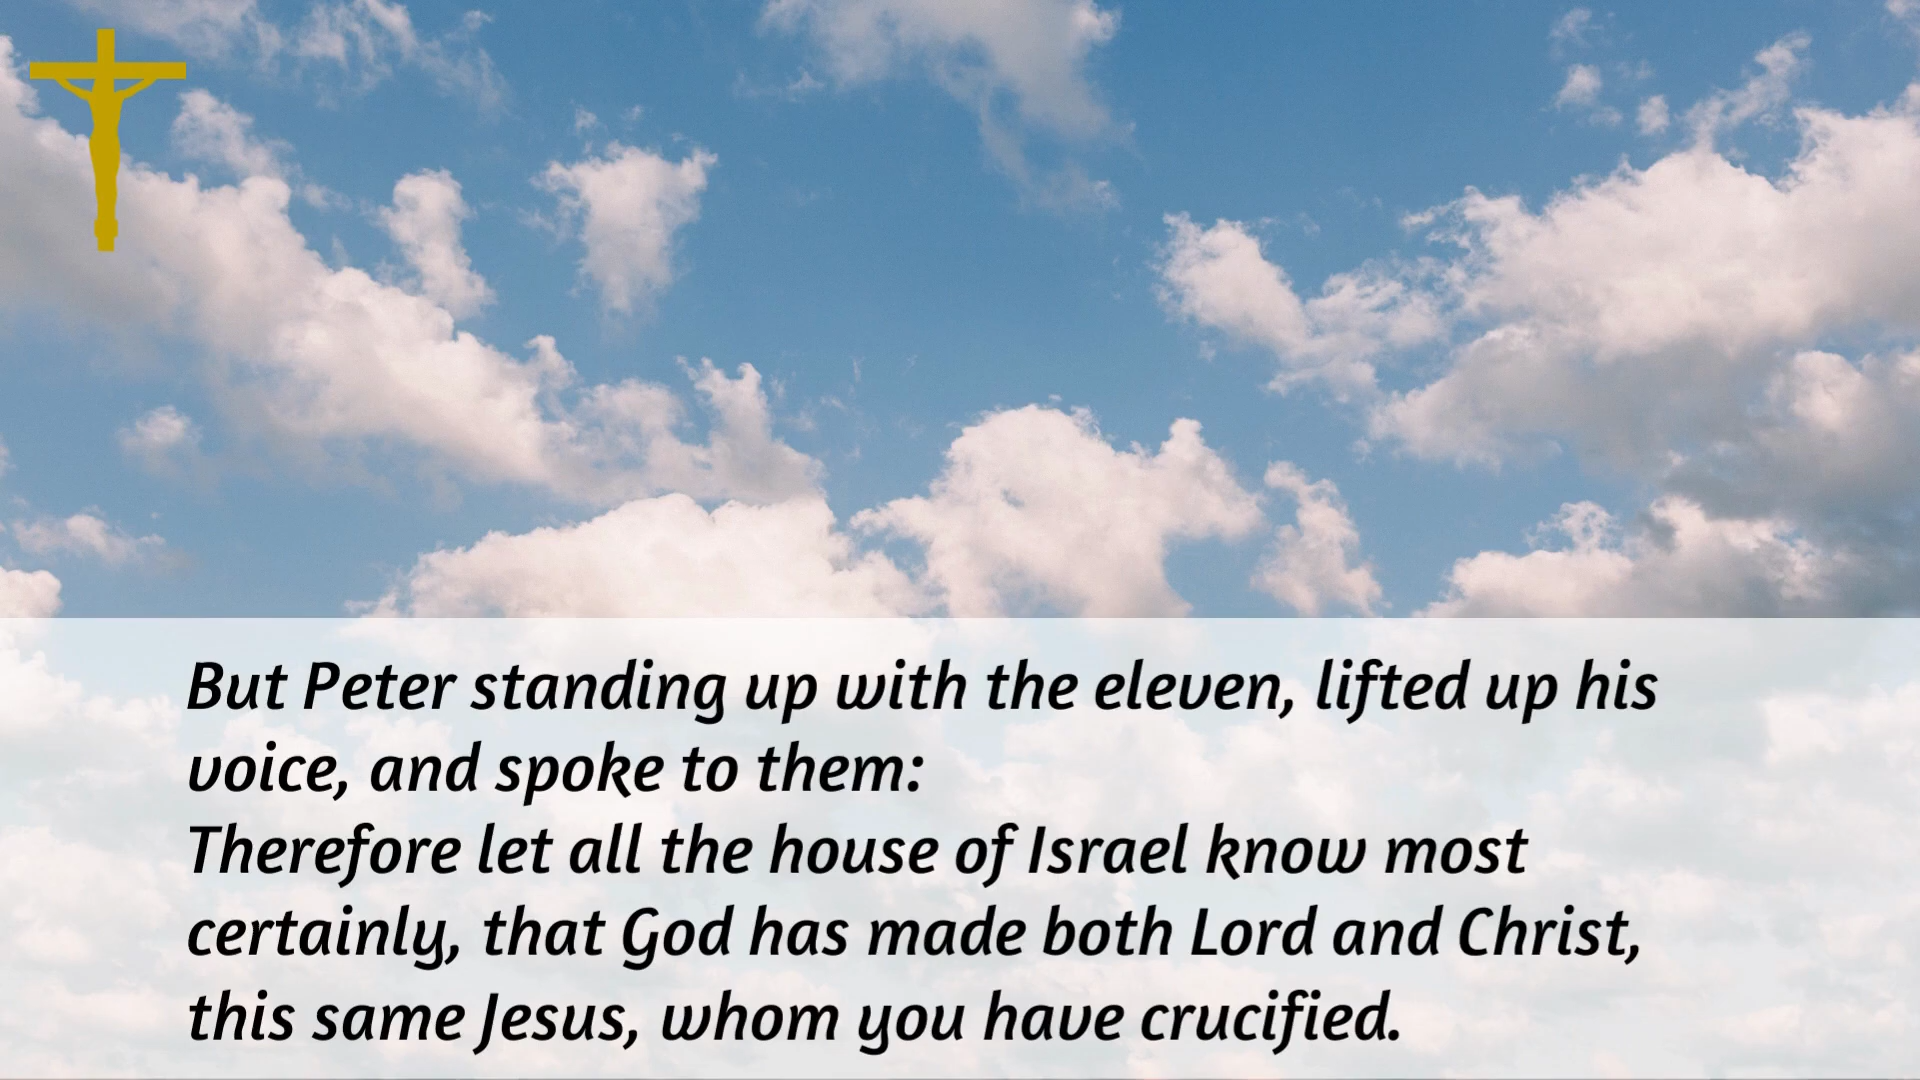 But Peter standing up with the eleven, lifted up his
voice, and spoke to them:
Therefore let all the house of Israel know most
certainly, that God has made both Lord and Christ,
this same Jesus, whom you have crucified.